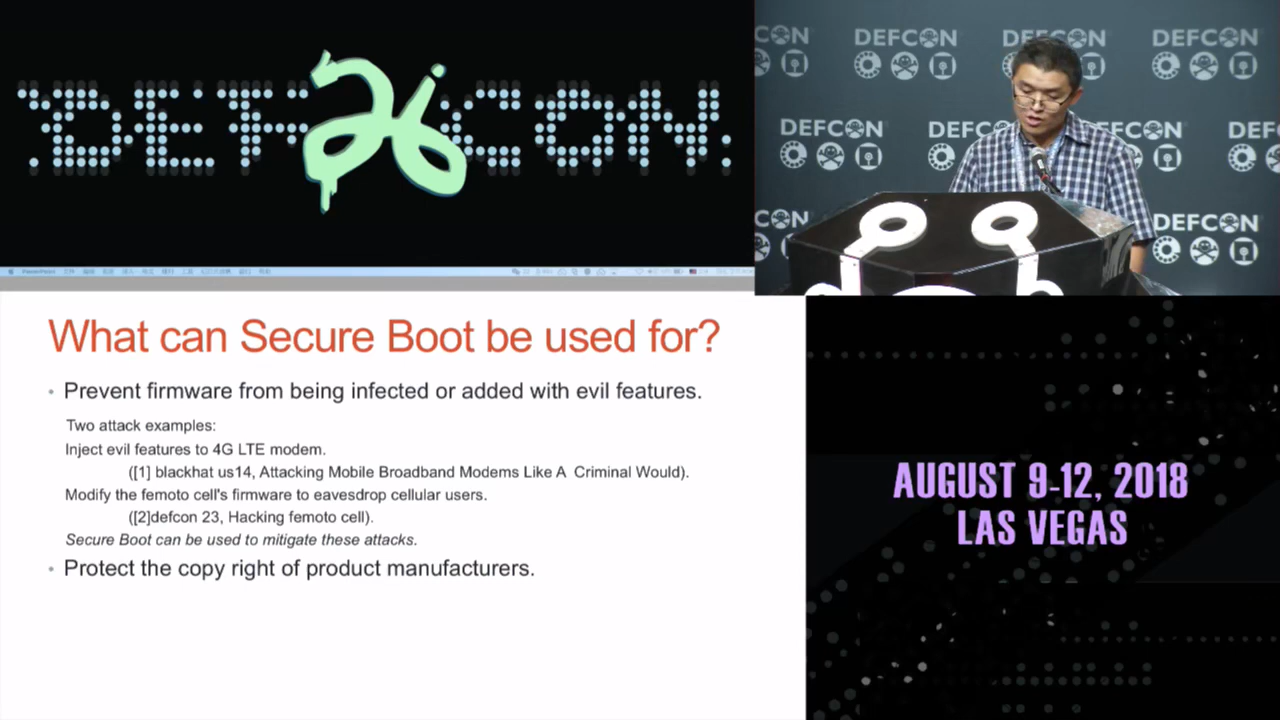 DEF CON
26
DEFCON
DEFCON
DEFCON
DEFCON
DEFCON
DEFCON
DEFCON
PowerPoint
What can Secure Boot be used for?
• Prevent firmware from being infected or added with evil features.
Two attack examples:
Inject evil features to 4G LTE modem.
([1] blackhat us14, Attacking Mobile Broadband Modems Like A Criminal Would).
Modify the femoto cell's firmware to eavesdrop cellular users.
([2]defcon 23, Hacking femoto cell).
Secure Boot can be used to mitigate these attacks.
• Protect the copy right of product manufacturers.
AUGUST 9-12, 2018
LAS VEGAS